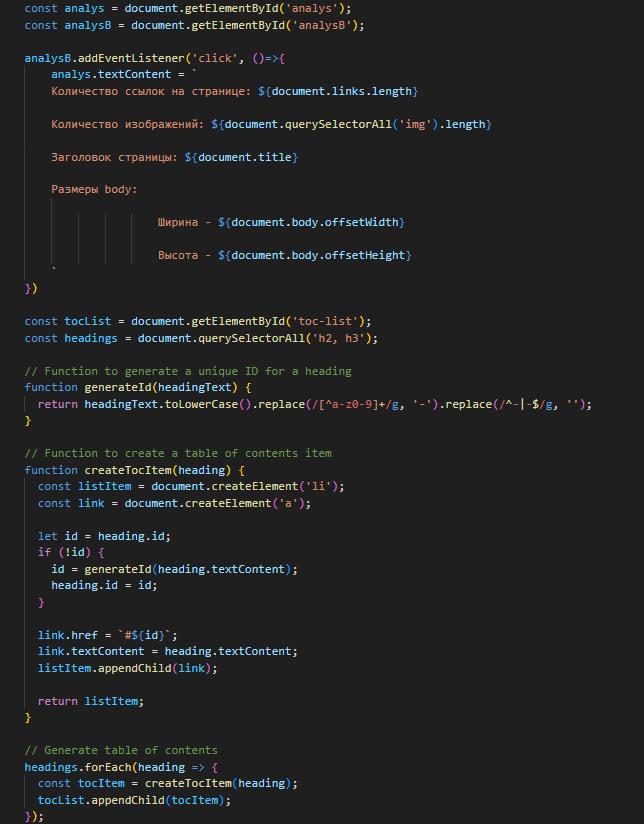 const analys = document.getElementById('analys');
const analysB = document.getElementById('analysB');
analysB.addEventListener('click', ()=>{
analys.textContent = `
Количество ссылок на странице: ${document.links.length}
Количество изображений: ${document.querySelectorAll('img').length}
Заголовок страницы: ${document.title}
Размеры body:
Ширина - ${document.body.offsetWidth}
Высота - ${document.body.offsetHeight}
`
})
const tocList = document.getElementById('toc-list');
const headings = document.querySelectorAll('h2, h3');
// Function to generate a unique ID for a heading
function generateId(headingText) {
return headingText.toLowerCase().replace(/[^a-z0-9]+/g, '-').replace(/^-|-$/g, '');
}
// Function to create a table of contents item
function createTocItem(heading) {
const listItem = document.createElement('li');
const link = document.createElement('a');
let id = heading.id;
if (!id) {
id = generateId(heading.textContent);
heading.id = id;
}
link.href = `#${id}`;
link.textContent = heading.textContent;
listItem.appendChild(link);
return listItem;
}
// Generate table of contents
headings.forEach(heading => {
const tocItem = createTocItem(heading);
tocList.appendChild(tocItem);
});